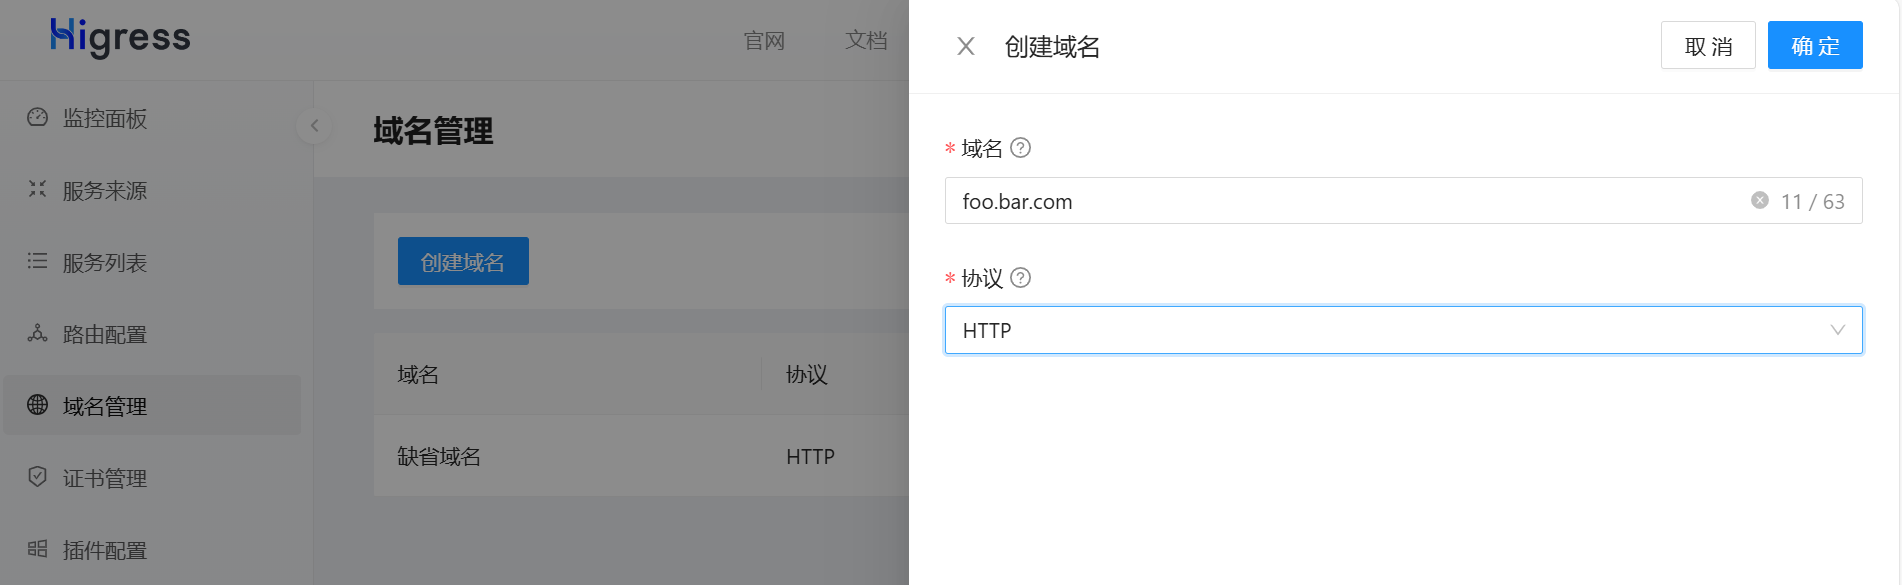 Higress
官网
文档
监控面板
服务来源
服务列表
路由配置
域名管理
证书管理
插件配置
域名管理
创建域名
域名
协议
缺省域名
HTTP
创建域名
取 消
确 定
* 域名 ?
foo.bar.com
11 / 63
* 协议 ?
HTTP